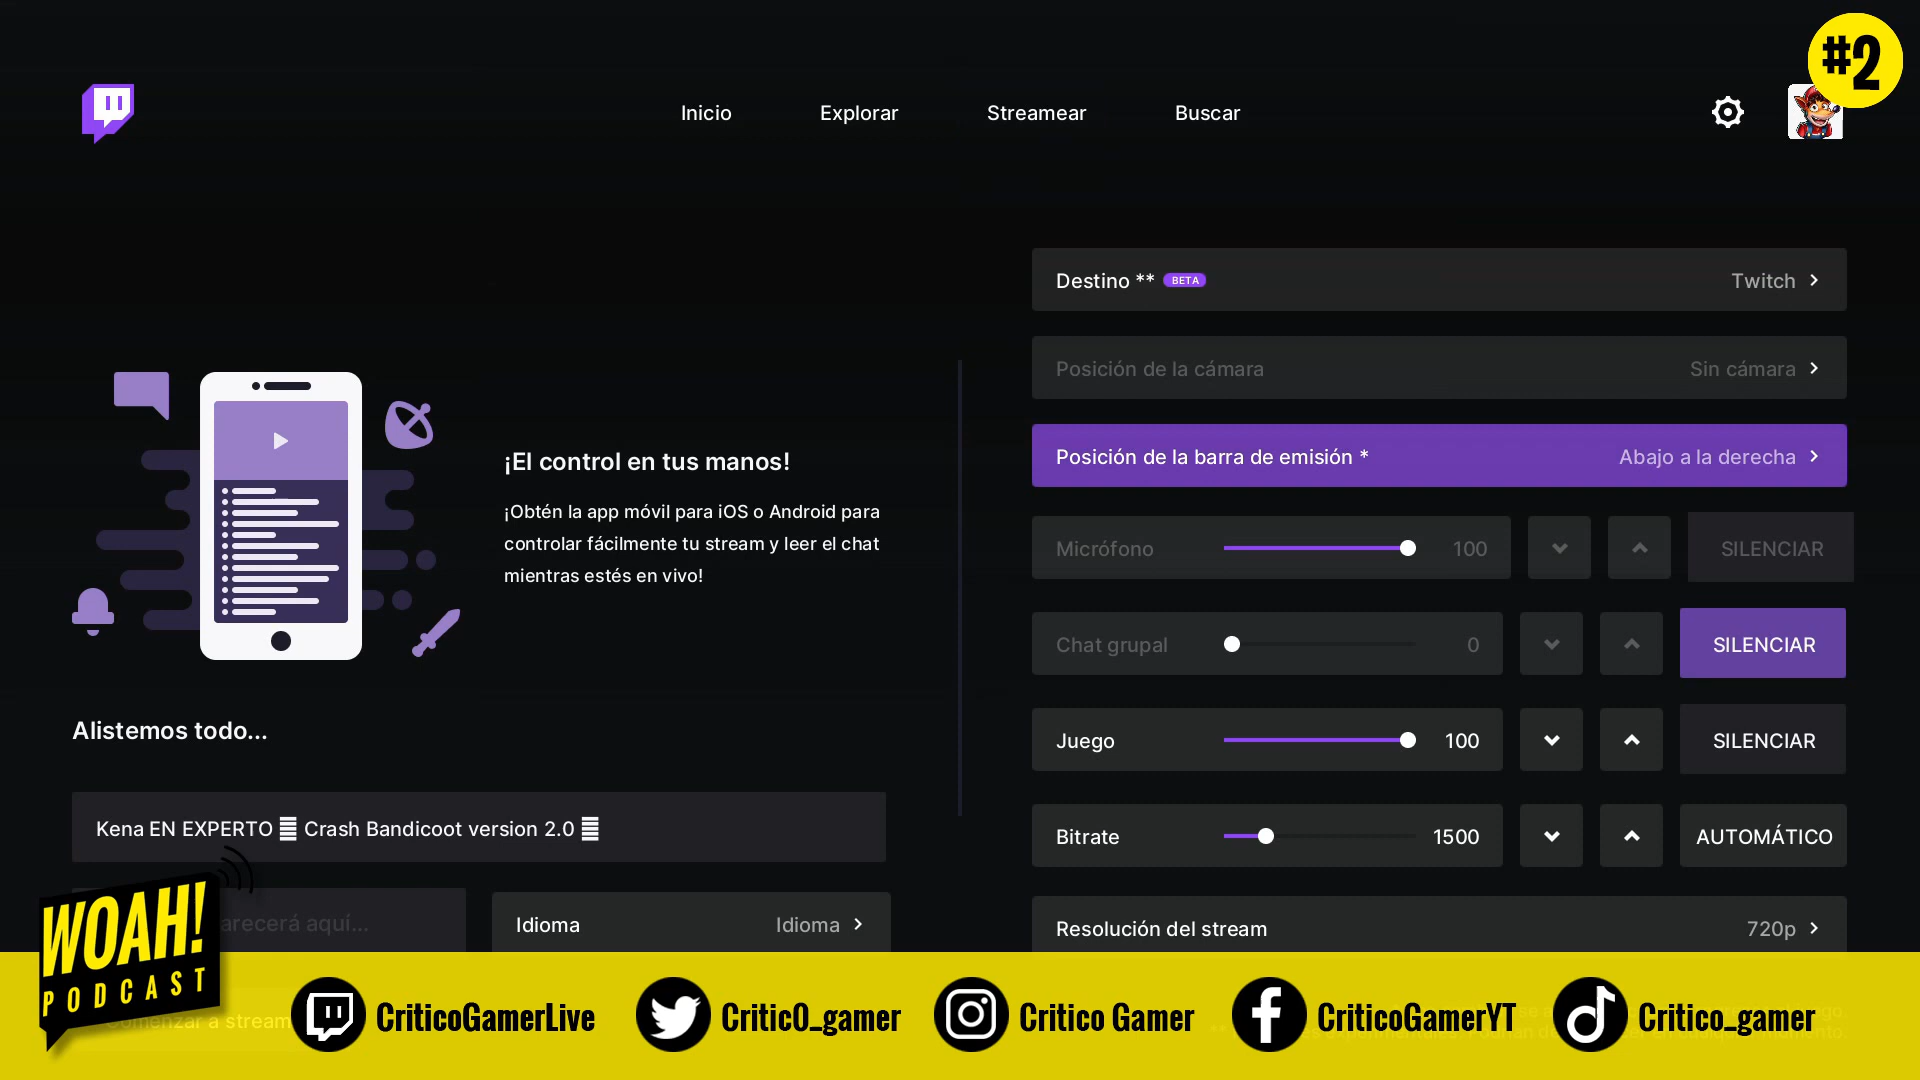 #2
Inicio
Explorar
Streamear
Buscar
Destino ** BETA
Twitch
Posición de la cámara
Sin cámara
Posición de la barra de emisión *
Abajo a la derecha
Micrófono
100
SILENCIAR
Chat grupal
0
SILENCIAR
Juego
100
SILENCIAR
Bitrate
1500
AUTOMÁTICO
Resolución del stream
720p
¡El control en tus manos!
¡Obtén la app móvil para iOS o Android para
controlar fácilmente tu stream y leer el chat
mientras estés en vivo!
Alistemos todo...
Kena EN EXPERTO Crash Bandicoot version 2.0
arecerá aquí...
Idioma
Idioma
WOAH!
PODCAST
Comenzar a stream
CriticoGamerLive
Critic0_gamer
Critico Gamer
CriticoGamerYT
Critico_gamer